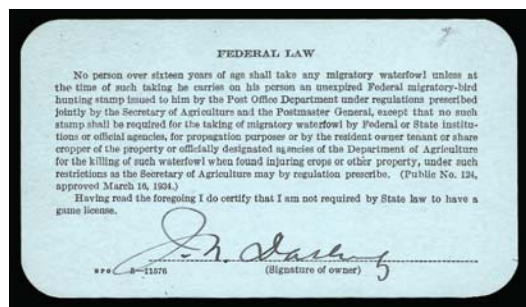 FEDERAL LAW
No person over sixteen years of age shall take any migratory waterfowl unless at
the time of such taking he carries on his person an unexpired Federal migratory-bird
hunting stamp issued to him by the Post Office Department under regulations prescribed
jointly by the Secretary of Agriculture and the Postmaster General, except that no such
stamp shall be required for the taking of migratory waterfowl by Federal or State institu-
tions or official agencies, for propagation purposes or by the resident owner tenant or share
cropper of the property or officially designated agencies of the Department of Agriculture
for the killing of such waterfowl when found injuring crops or other property, under such
restrictions as the Secretary of Agriculture may by regulation prescribe. (Public No. 124,
approved March 16, 1934.)
Having read the foregoing I do certify that I am not required by State law to have a
game license.
J. N. Darling
GPO 5—11576 (Signature of owner)